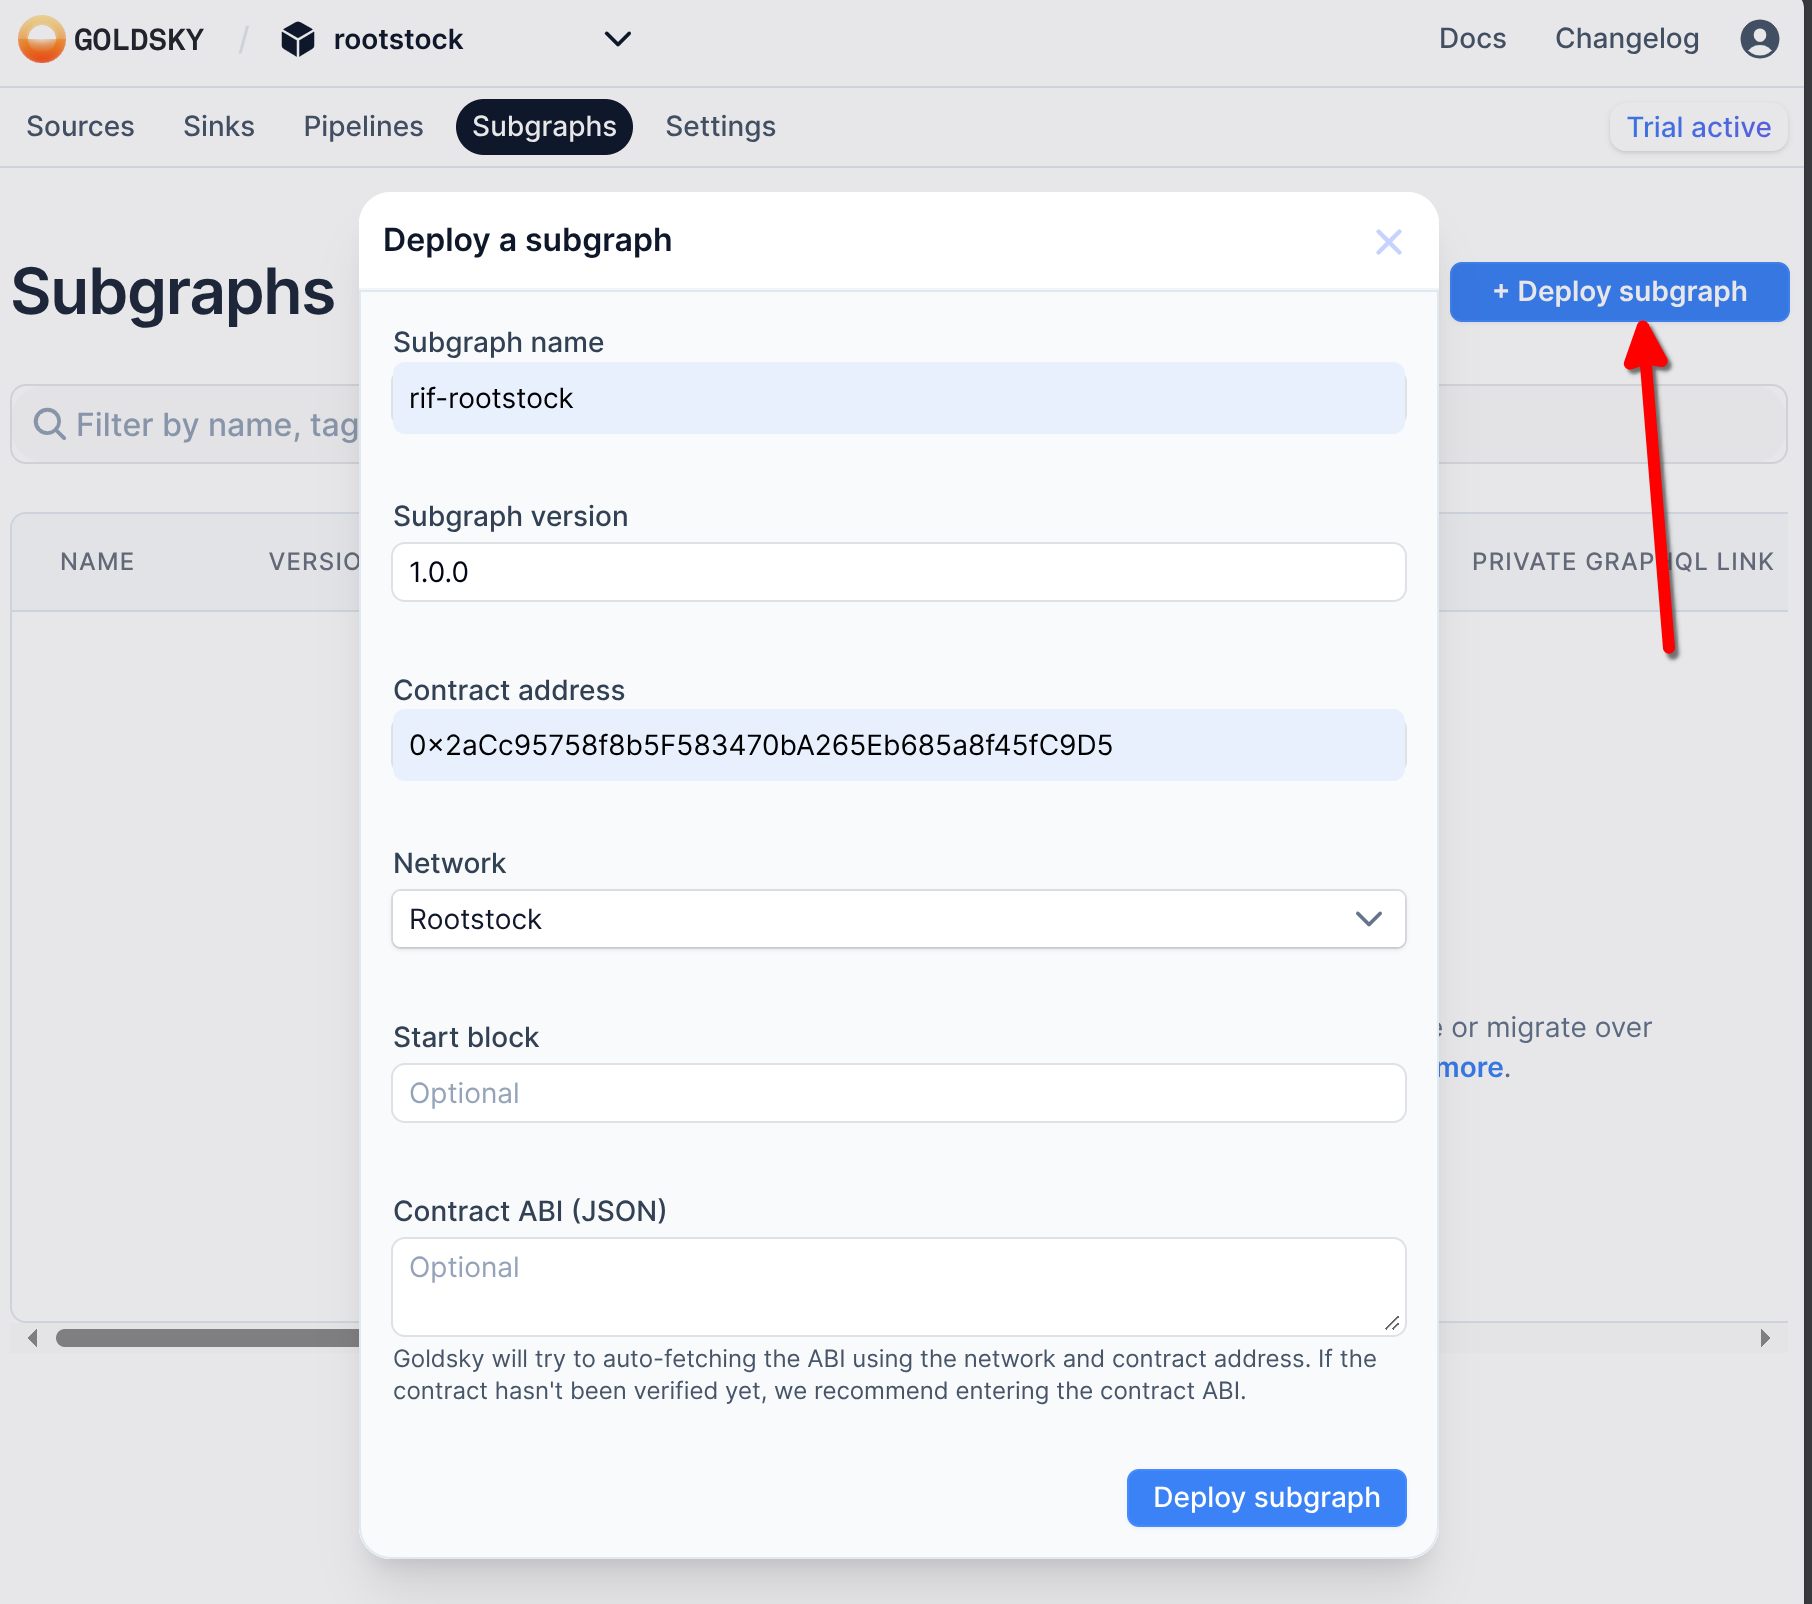 GOLDSKY / rootstock
Docs Changelog
Sources Sinks Pipelines Subgraphs Settings
Trial active
Subgraphs
+ Deploy subgraph
Filter by name, tag
NAME VERSIO PRIVATE GRAPHQL LINK
or migrate over
more.
Deploy a subgraph
Subgraph name
rif-rootstock
Subgraph version
1.0.0
Contract address
0x2aCc95758f8b5F583470bA265Eb685a8f45fC9D5
Network
Rootstock
Start block
Optional
Contract ABI (JSON)
Optional
Goldsky will try to auto-fetching the ABI using the network and contract address. If the
contract hasn't been verified yet, we recommend entering the contract ABI.
Deploy subgraph